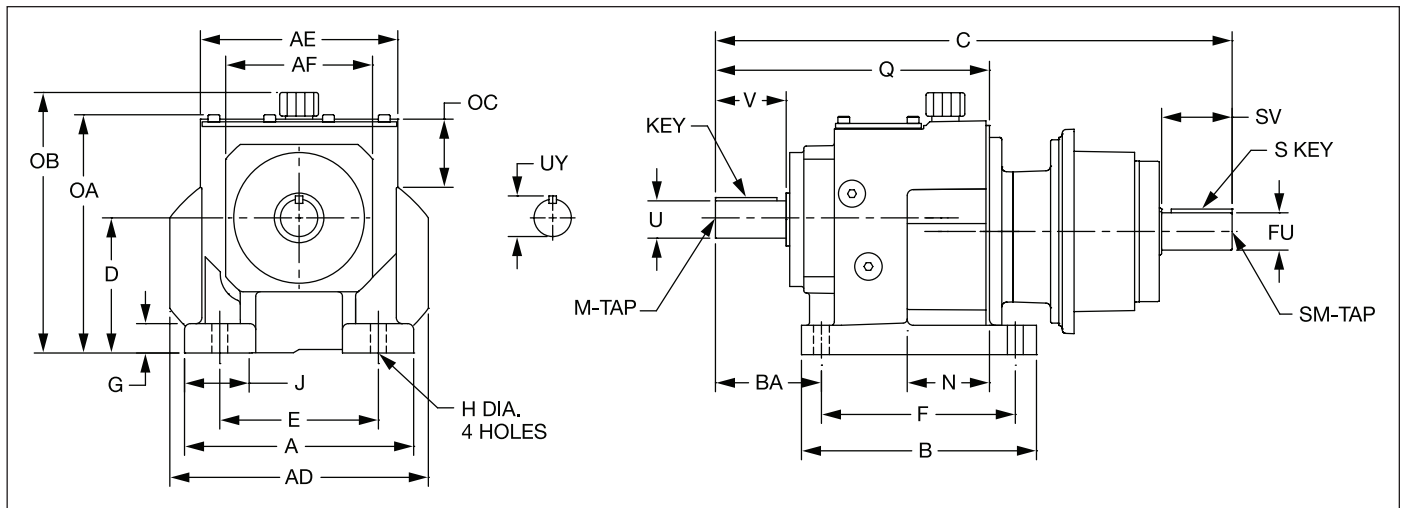 AE
AF
OC
OB
OA
UY
D
G
J
E
H DIA.
4 HOLES
A
AD
C
Q
V
SV
KEY
S KEY
U
FU
M-TAP
SM-TAP
BA
N
F
B